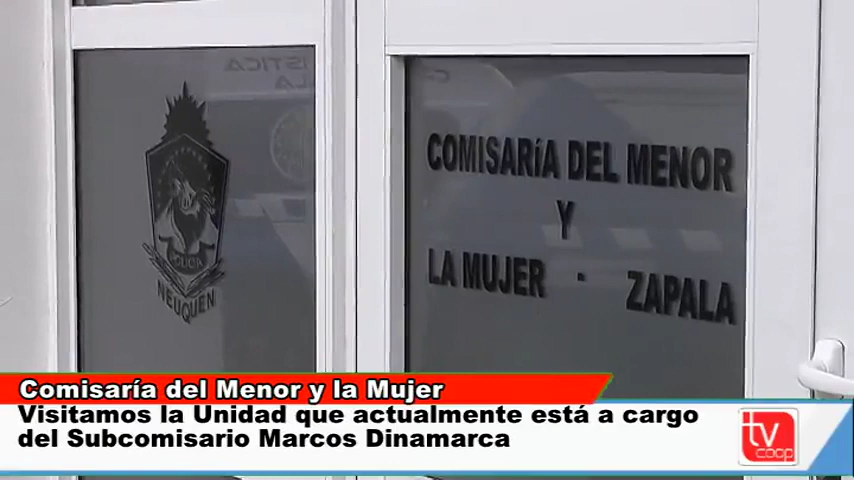 COMISARÍA DEL MENOR
Y
LA MUJER - ZAPALA
POLICIA
NEUQUEN
Comisaría del Menor y la Mujer
Visitamos la Unidad que actualmente está a cargo
del Subcomisario Marcos Dinamarca
tv
coop